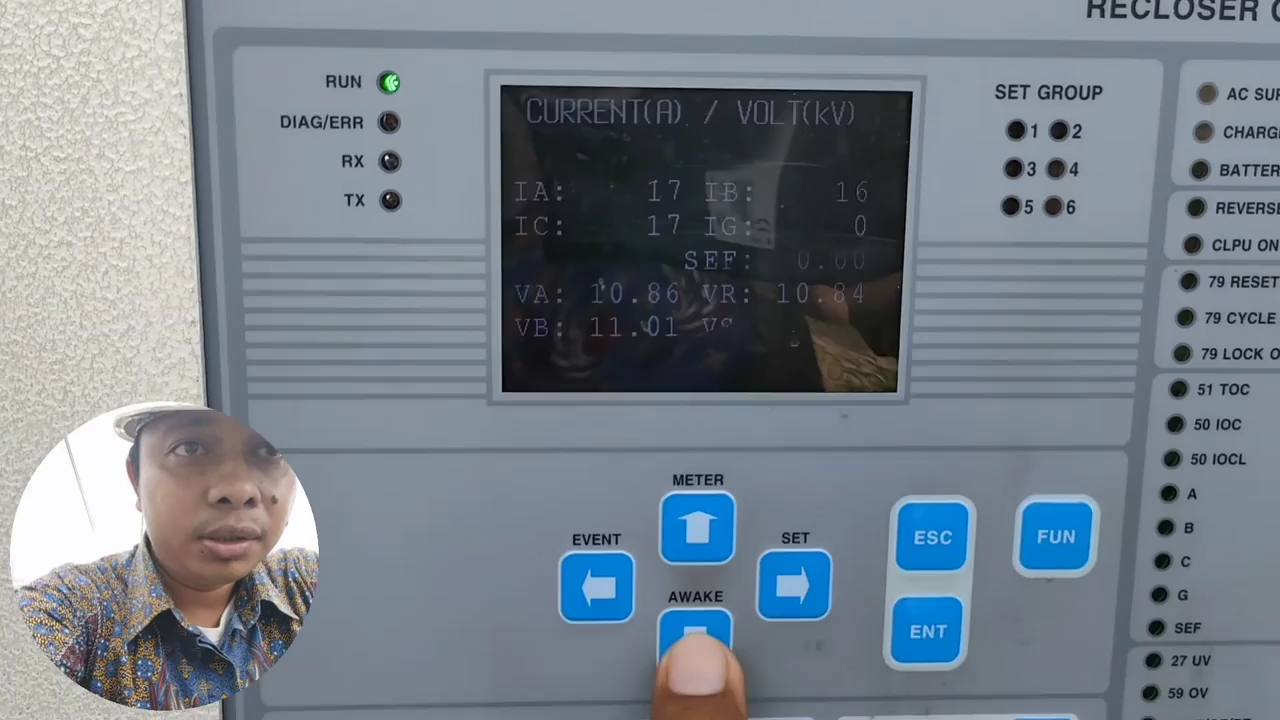 RECLOSER
RUN
DIAG/ERR
RX
TX
CURRENT(A) / VOLT(kV)
IA: 17 IB: 16
IC: 17 IG: 0
SEF: 0.00
VA: 10.86 VR: 10.84
VB: 11.01
SET GROUP
1 2
3 4
5 6
AC SU
CHARG
BATTER
REVERSE
CLPU ON
79 RESET
79 CYCLE
79 LOCK O
51 TOC
50 IOC
50 IOCL
A
B
C
G
SEF
27 UV
59 OV
METER
EVENT
SET
AWAKE
ESC
FUN
ENT